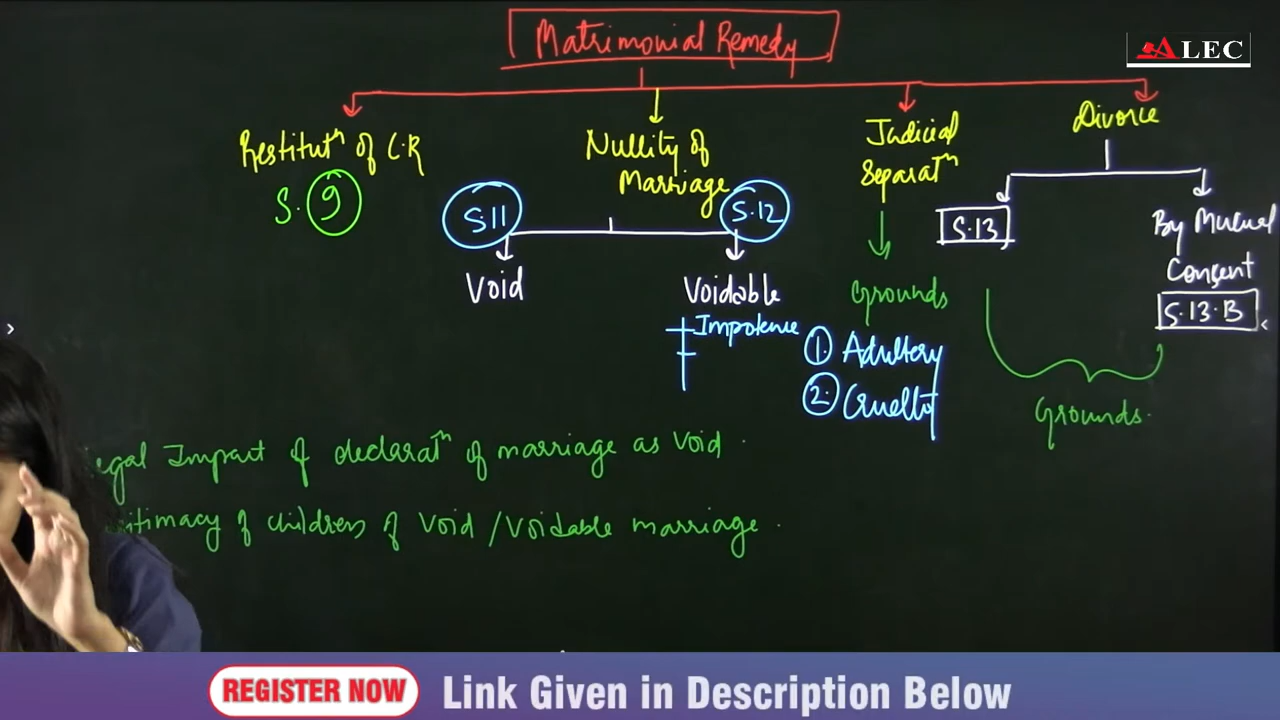 Matrimonial Remedy
ALEC
Restitutn of C.R
S. 9
Nullity of
Marriage
S.11
S.12
Void
Voidable
Impotence
Judicial
Separatn
Grounds
1. Adultery
2. Cruelty
Divorce
S.13
By Mutual
Consent
S.13.B
Grounds.
egal Impact of declaratn of marriage as Void.
itimacy of childrens of Void/Voidable marriage.
REGISTER NOW
Link Given in Description Below